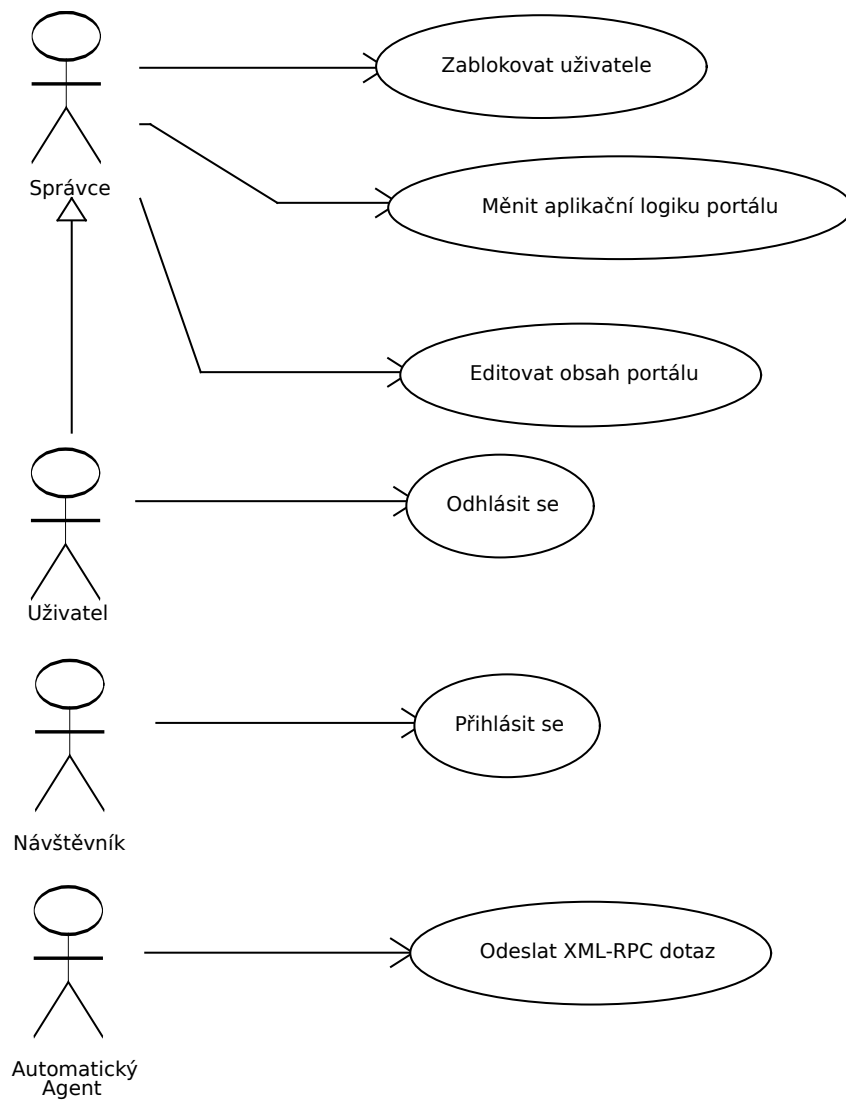 Zablokovat uživatele
Správce
Měnit aplikační logiku portálu
Editovat obsah portálu
Odhlásit se
Uživatel
Přihlásit se
Návštěvník
Odeslat XML-RPC dotaz
Automatický
Agent